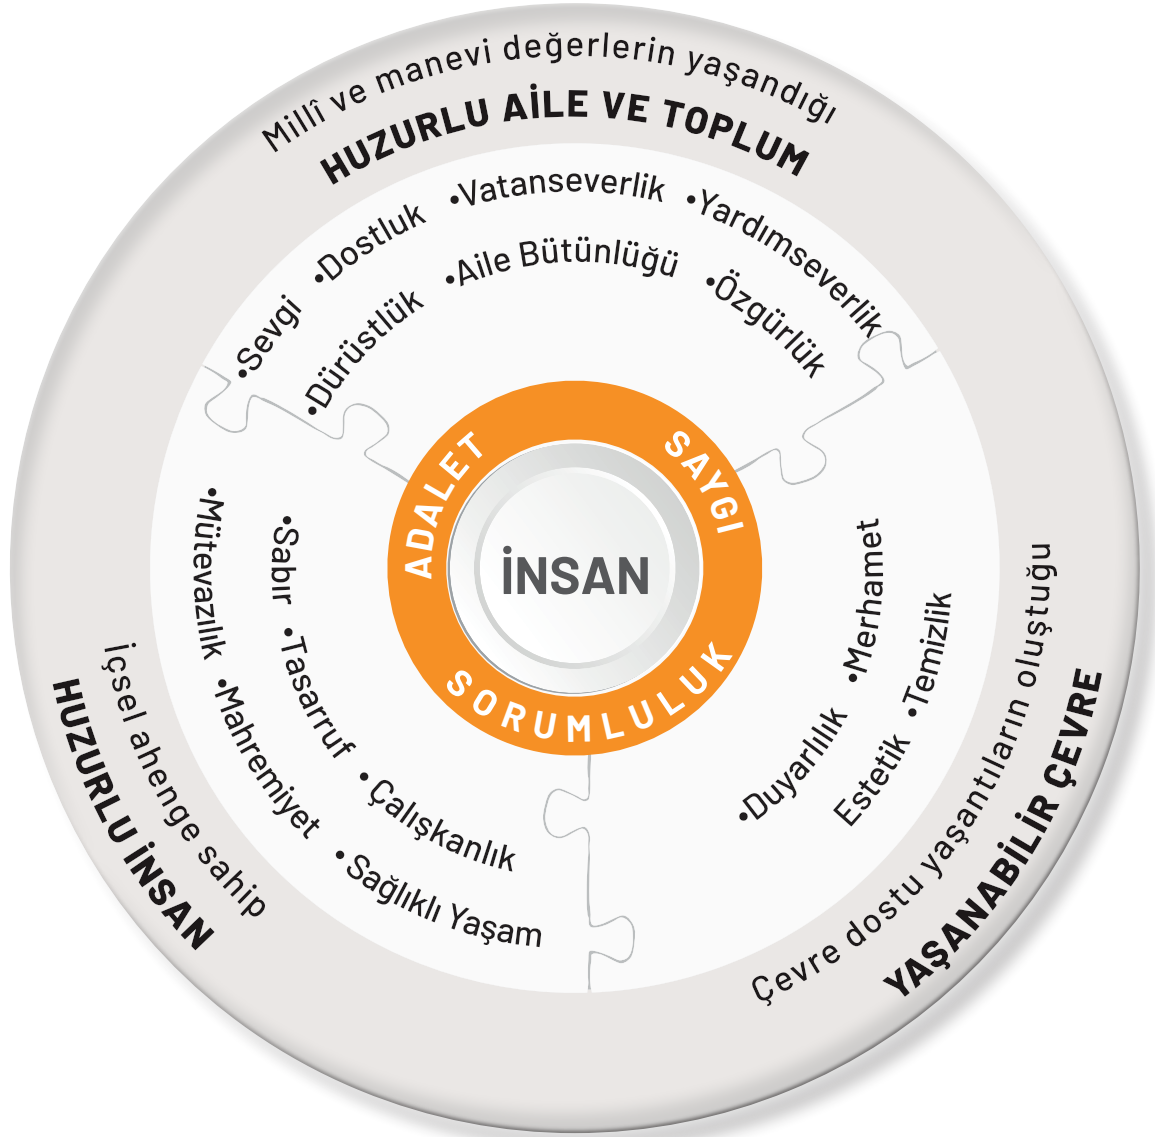 Millî ve manevi değerlerin yaşandığı
HUZURLU AİLE VE TOPLUM
•Sevgi •Dostluk •Vatanseverlik •Yardımseverlik
•Dürüstlük •Aile Bütünlüğü •Özgürlük
ADALET
SAYGI
SORUMLULUK
İNSAN
•Mütevazılık •Mahremiyet •Sağlıklı Yaşam
•Sabır •Tasarruf •Çalışkanlık
İçsel ahenge sahip
HUZURLU İNSAN
•Duyarlılık •Merhamet
Estetik •Temizlik
Çevre dostu yaşantıların oluştuğu
YAŞANABİLİR ÇEVRE